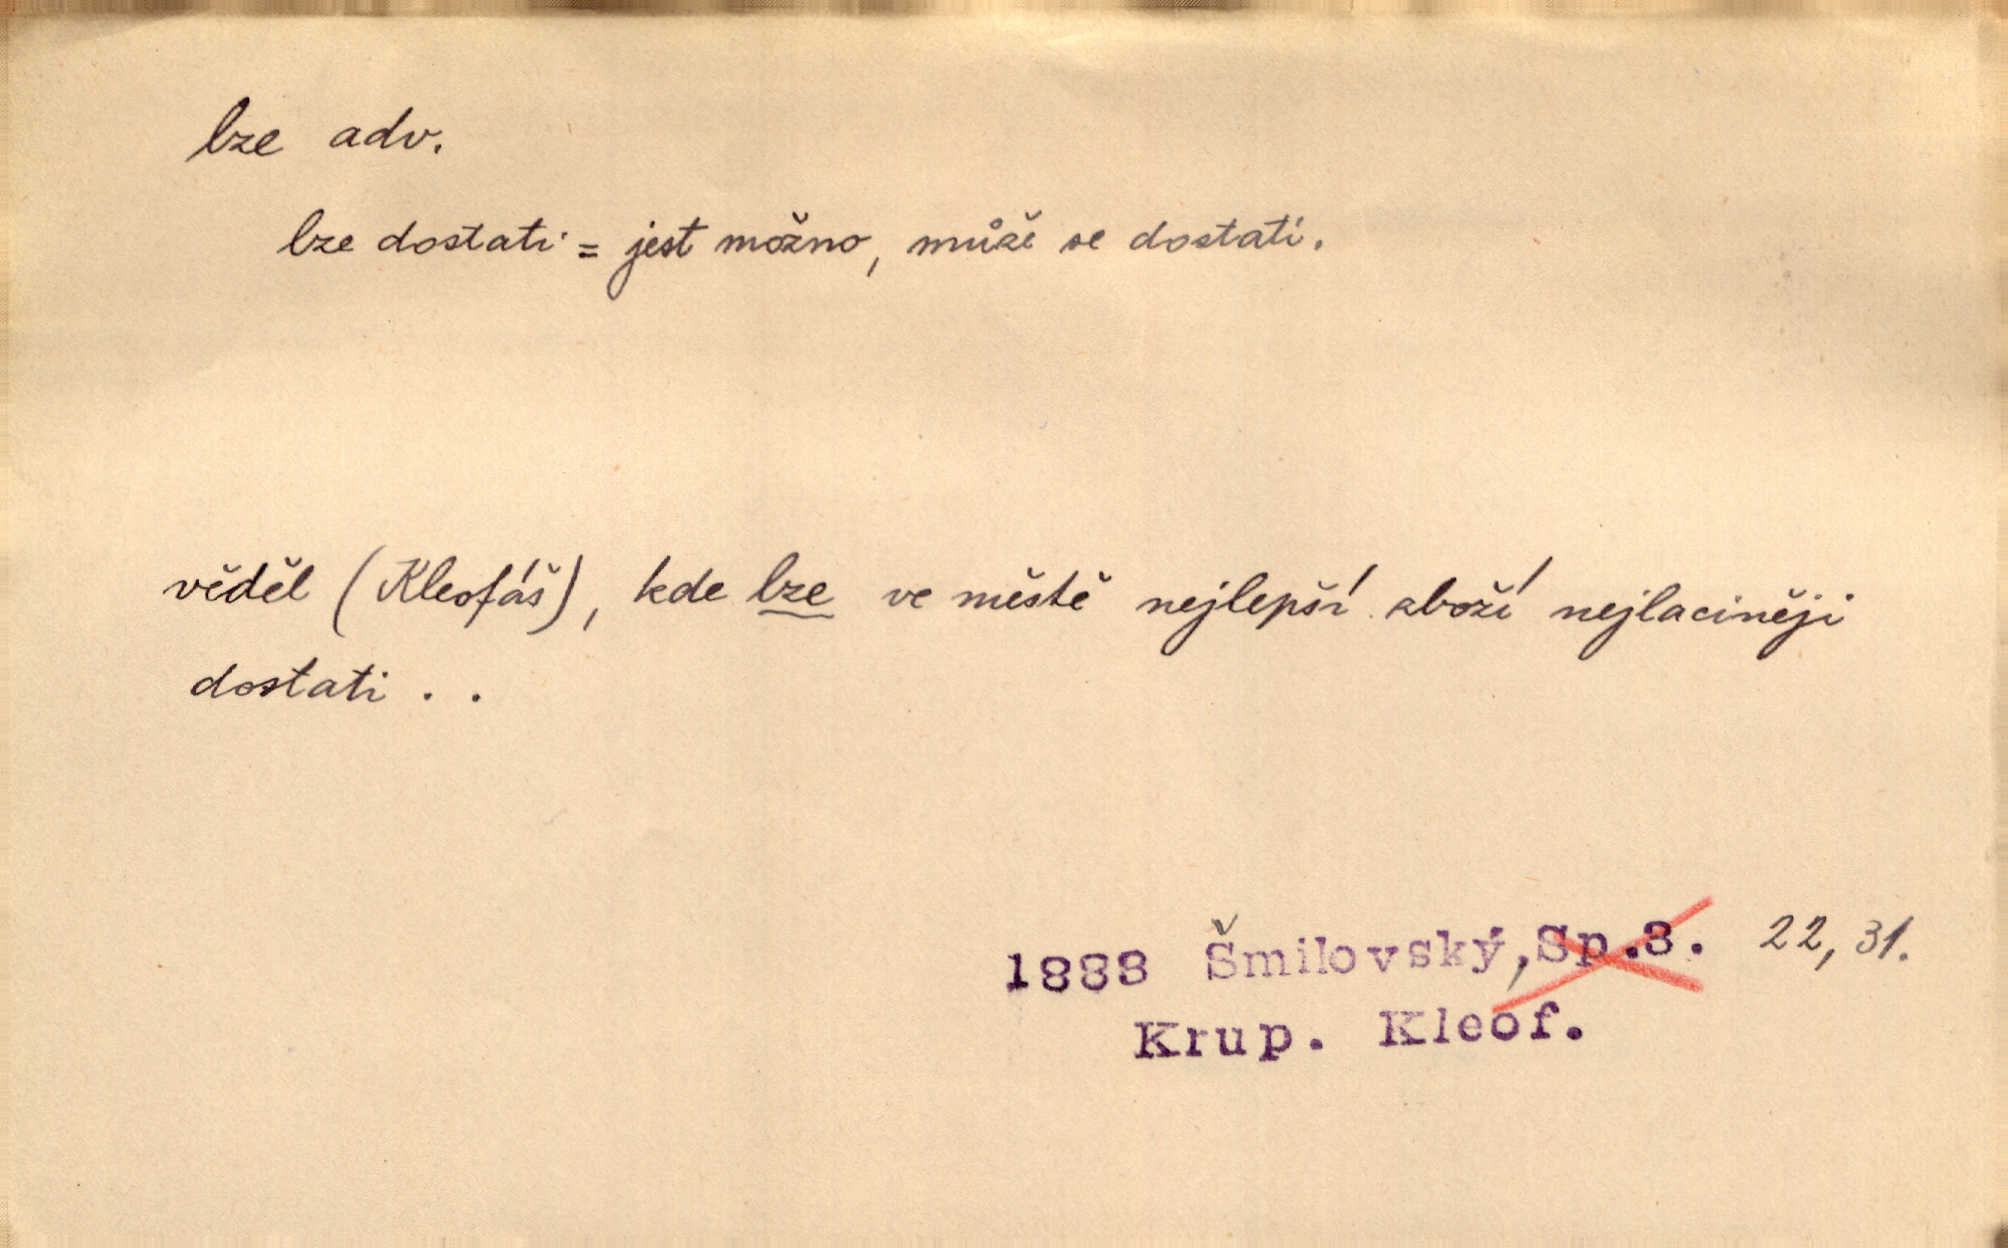 lze adv.
lze dostati = jest možno, může se dostati.
věděl (Kleofáš), kde lze ve městě nejlepší zboží nejlaciněji
dostati . .
1888 Šmilovský, Sp.8. 22, 31.
Krup. Kleof.